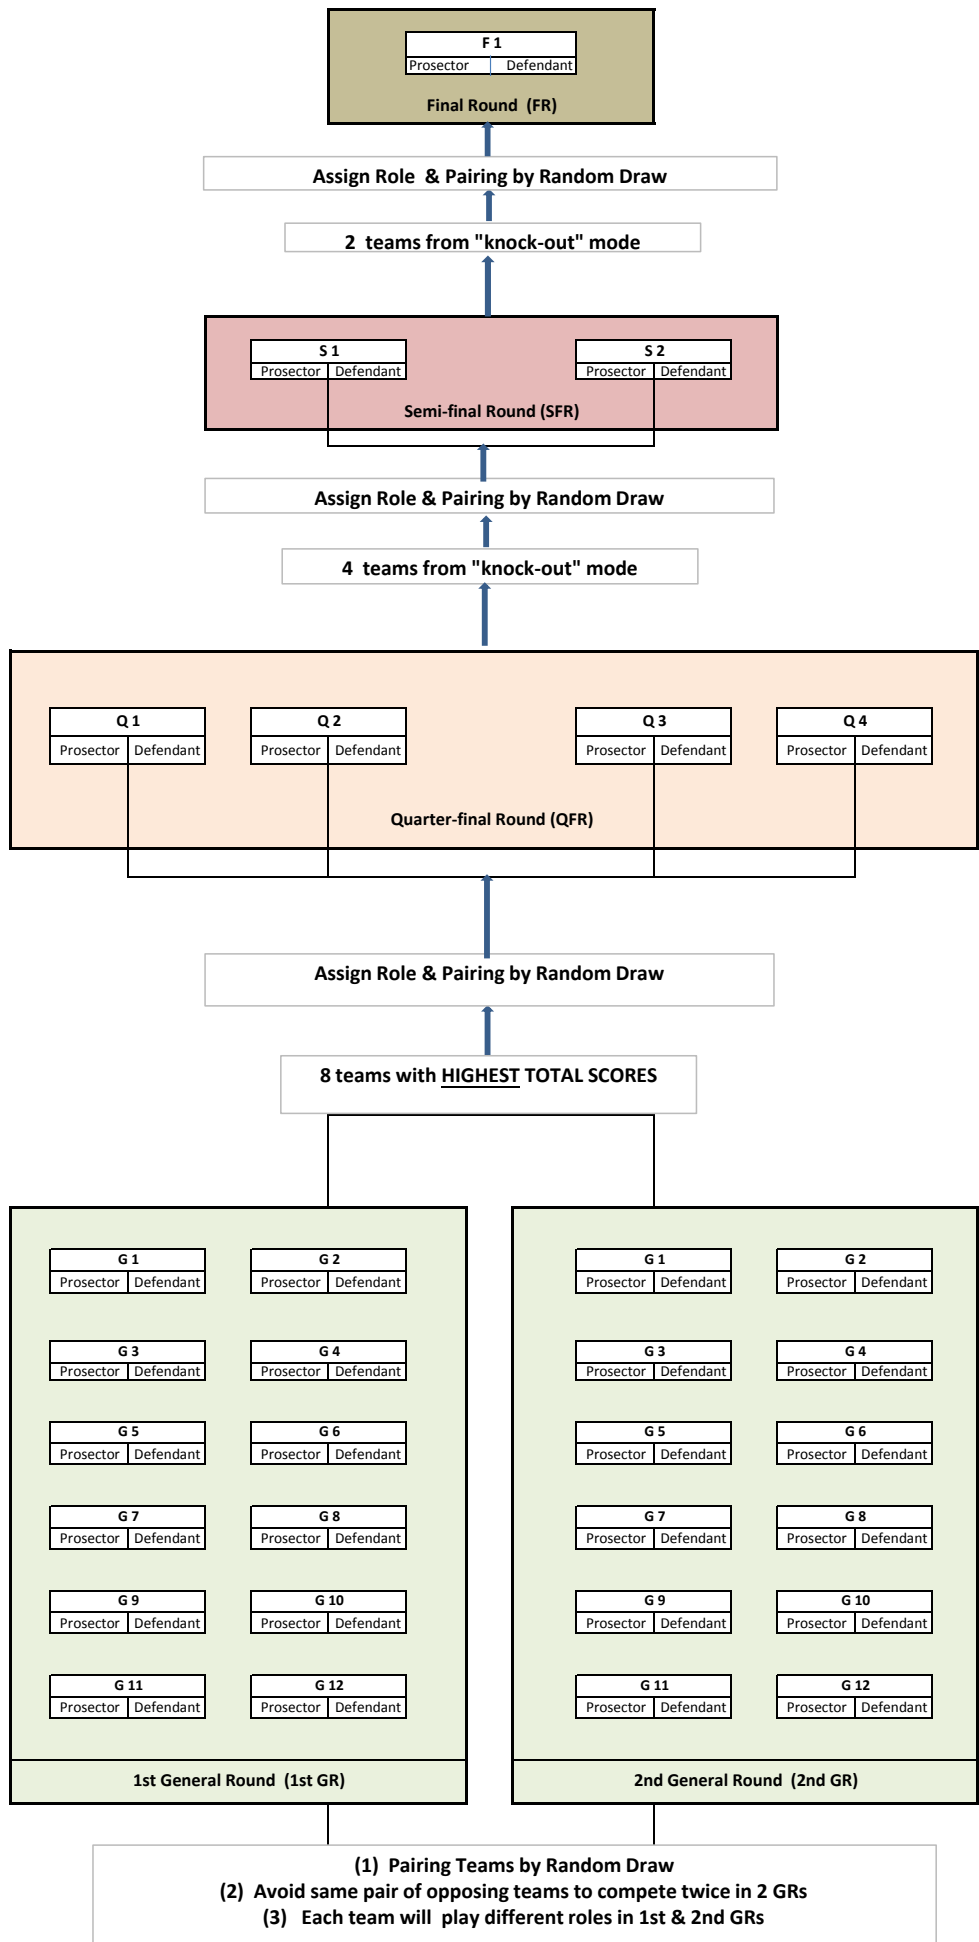 F 1
Prosector Defendant
Final Round (FR)
Assign Role & Pairing by Random Draw
2 teams from "knock-out" mode
S 1 S 2
Prosector Defendant Prosector Defendant
Semi-final Round (SFR)
Assign Role & Pairing by Random Draw
4 teams from "knock-out" mode
Q 1 Q 2 Q 3 Q 4
Prosector Defendant Prosector Defendant Prosector Defendant Prosector Defendant
Quarter-final Round (QFR)
Assign Role & Pairing by Random Draw
8 teams with HIGHEST TOTAL SCORES
G 1 G 2 G 1 G 2
Prosector Defendant Prosector Defendant Prosector Defendant Prosector Defendant
G 3 G 4 G 3 G 4
Prosector Defendant Prosector Defendant Prosector Defendant Prosector Defendant
G 5 G 6 G 5 G 6
Prosector Defendant Prosector Defendant Prosector Defendant Prosector Defendant
G 7 G 8 G 7 G 8
Prosector Defendant Prosector Defendant Prosector Defendant Prosector Defendant
G 9 G 10 G 9 G 10
Prosector Defendant Prosector Defendant Prosector Defendant Prosector Defendant
G 11 G 12 G 11 G 12
Prosector Defendant Prosector Defendant Prosector Defendant Prosector Defendant
1st General Round (1st GR) 2nd General Round (2nd GR)
(1) Pairing Teams by Random Draw
(2) Avoid same pair of opposing teams to compete twice in 2 GRs
(3) Each team will play different roles in 1st & 2nd GRs